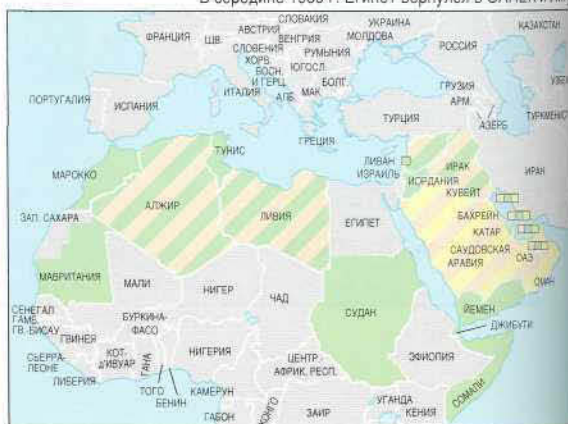 В середине
Египет вернулся в
СЛОВАКИЯ
УКРАИНА
КАЗАХСТАН
АВСТРИЯ
МОЛДОВА
ФРАНЦИЯ
ШВ.
ВЕНГРИЯ
СЛОВЕНИЯ
РУМЫНИЯ
РОССИЯ
ХОРВ.
БОСН.
И ГЕРЦ.
ЮГОСЛ.
БОЛГ.
ГРУЗИЯ
ИТАЛИЯ
АЛБ.
МАК.
АРМ.
ПОРТУГАЛИЯ
ИСПАНИЯ
ТУРЦИЯ
АЗЕРБ
ГРЕЦИЯ
ТУНИС
ЛИВАН
ИЗРАИЛЬ
ИРАК
ИРАН
МАРОККО
ИОРДАНИЯ
КУВЕЙТ
АЛЖИР
ЛИВИЯ
ЗАП. САХАРА
ЕГИПЕТ
БАХРЕЙН
КАТАР
САУДОВСКАЯ
АРАВИЯ
ОАЭ
ОМАН
МАВРИТАНИЯ
МАЛИ
НИГЕР
ЧАД
СУДАН
ЙЕМЕН
ДЖИБУТИ
СЕНЕГАЛ
ГАМБ.
ГВ.-БИСАУ
БУРКИНА-
ФАСО
ГВИНЕЯ
СЬЕРРА-
ЛЕОНЕ
КОТ-
Д'ИВУАР
ГАНА
НИГЕРИЯ
ЦЕНТР.
АФРИК. РЕСП.
ЭФИОПИЯ
ЛИБЕРИЯ
ТОГО
БЕНИН
КАМЕРУН
ГАБОН
КОНГО
ЗАИР
УГАНДА
КЕНИЯ
СОМАЛИ